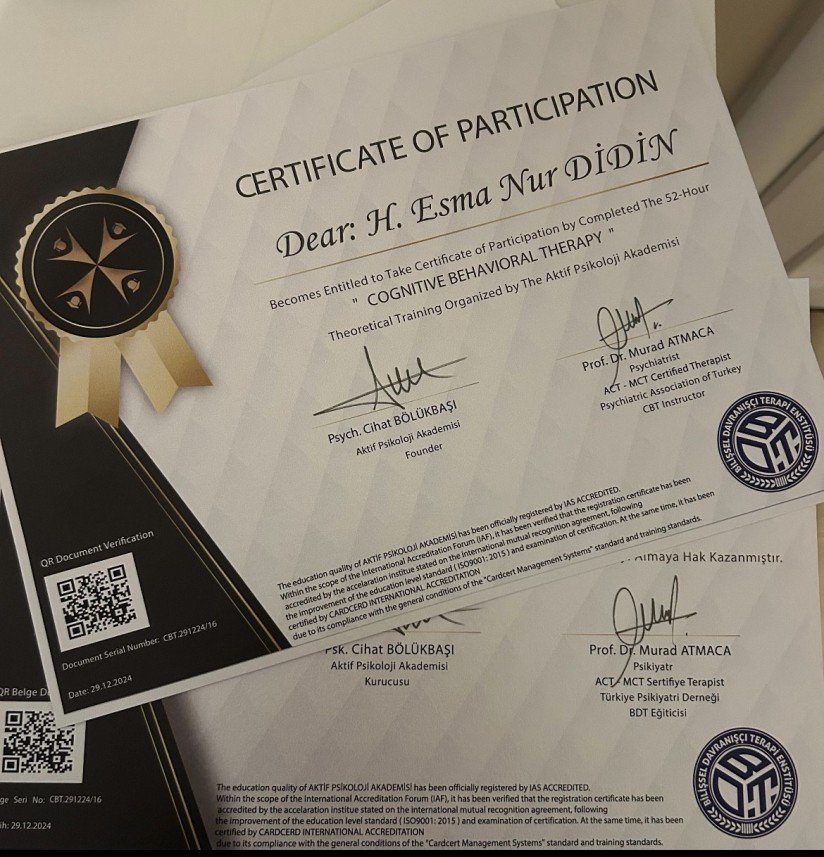 CERTIFICATE OF PARTICIPATION
Dear: H. Esma Nur DİDİN
Becomes Entitled to Take Certificate of Participation by Completed The 52-Hour
" COGNITIVE BEHAVIORAL THERAPY "
Theoretical Training Organized by The Aktif Psikoloji Akademisi
Psych. Cihat BÖLÜKBAŞI
Aktif Psikoloji Akademisi
Founder
Prof. Dr. Murad ATMACA
Psychiatrist
ACT - MCT Certified Therapist
Psychiatric Association of Turkey
CBT Instructor
BİLİŞSEL DAVRANIŞÇI TERAPİ ENSTİTÜSÜ
The education quality of AKTİF PSİKOLOJİ AKADEMİSİ has been officially registered by IAS ACCREDITED.
Within the scope of the International Accreditation Forum (IAF), it has been verified that the registration certificate has been
accredited by the accelaration institue stated on the international mutual recognition agreement, following
the improvement of the education level standard ( ISO9001: 2015 ) and examination of certification. At the same time, it has been
certified by CARDCERD INTERNATIONAL ACCREDITATION
due to its compliance with the general conditions of the "Cardcert Management Systems" standard and training standards.
QR Document Verification
Document Serial Number: CBT.291224/16
Date: 29.12.2024
Almaya Hak Kazanmıştır.
Psk. Cihat BÖLÜKBAŞI
Aktif Psikoloji Akademisi
Kurucusu
Prof. Dr. Murad ATMACA
Psikiyatr
ACT - MCT Sertifiye Terapist
Türkiye Psikiyatri Derneği
BDT Eğiticisi
BİLİŞSEL DAVRANIŞÇI TERAPİ ENSTİTÜSÜ
QR Belge D
ge Seri No: CBT.291224/16
ih: 29.12.2024
The education quality of AKTİF PSİKOLOJİ AKADEMİSİ has been officially registered by IAS ACCREDITED.
Within the scope of the International Accreditation Forum (IAF), it has been verified that the registration certificate has been
accredited by the accelaration institue stated on the international mutual recognition agreement, following
the improvement of the education level standard ( ISO9001: 2015 ) and examination of certification. At the same time, it has been
certified by CARDCERD INTERNATIONAL ACCREDITATION
due to its compliance with the general conditions of the "Cardcert Management Systems" standard and training standards.